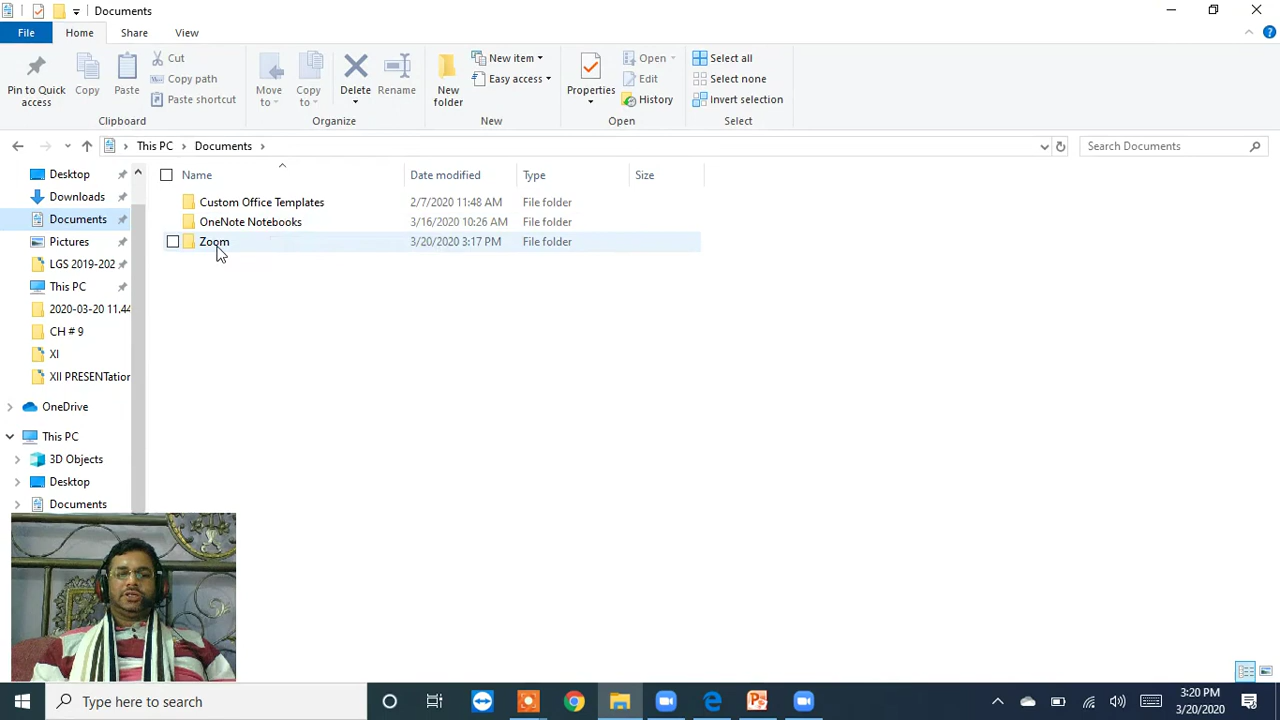 Documents
File Home Share View
Pin to Quick access
Copy
Paste
Cut
Copy path
Paste shortcut
Clipboard
Move to
Copy to
Delete
Rename
Organize
New folder
New item
Easy access
New
Properties
Open
Edit
History
Open
Select all
Select none
Invert selection
Select
This PC Documents
Search Documents
Name Date modified Type Size
Custom Office Templates 2/7/2020 11:48 AM File folder
OneNote Notebooks 3/16/2020 10:26 AM File folder
Zoom 3/20/2020 3:17 PM File folder
Desktop
Downloads
Documents
Pictures
LGS 2019-202
This PC
2020-03-20 11.44
CH # 9
XI
XII PRESENTation
OneDrive
This PC
3D Objects
Desktop
Documents
Type here to search
3:20 PM
3/20/2020